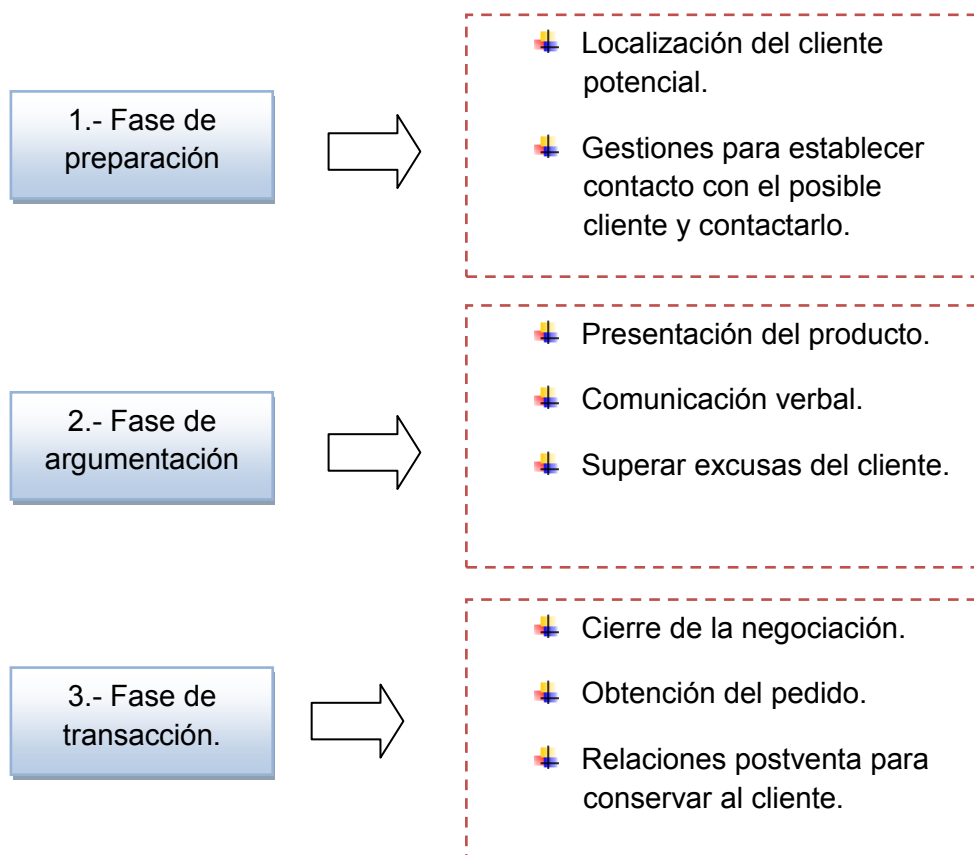 1.- Fase de
preparación
Localización del cliente
potencial.
Gestiones para establecer
contacto con el posible
cliente y contactarlo.
2.- Fase de
argumentación
Presentación del producto.
Comunicación verbal.
Superar excusas del cliente.
3.- Fase de
transacción.
Cierre de la negociación.
Obtención del pedido.
Relaciones postventa para
conservar al cliente.